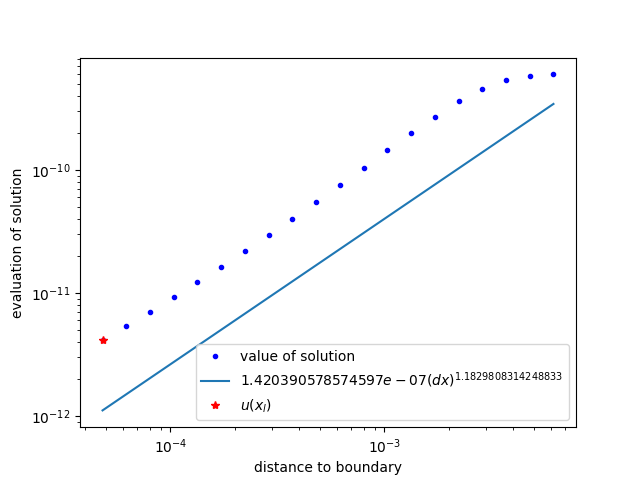 evaluation of solution
10⁻¹⁰
10⁻¹¹
10⁻¹²
value of solution
1.420390578574597e − 07(dx)^1.1829808314248833
u(x_l)
10⁻⁴
10⁻³
distance to boundary